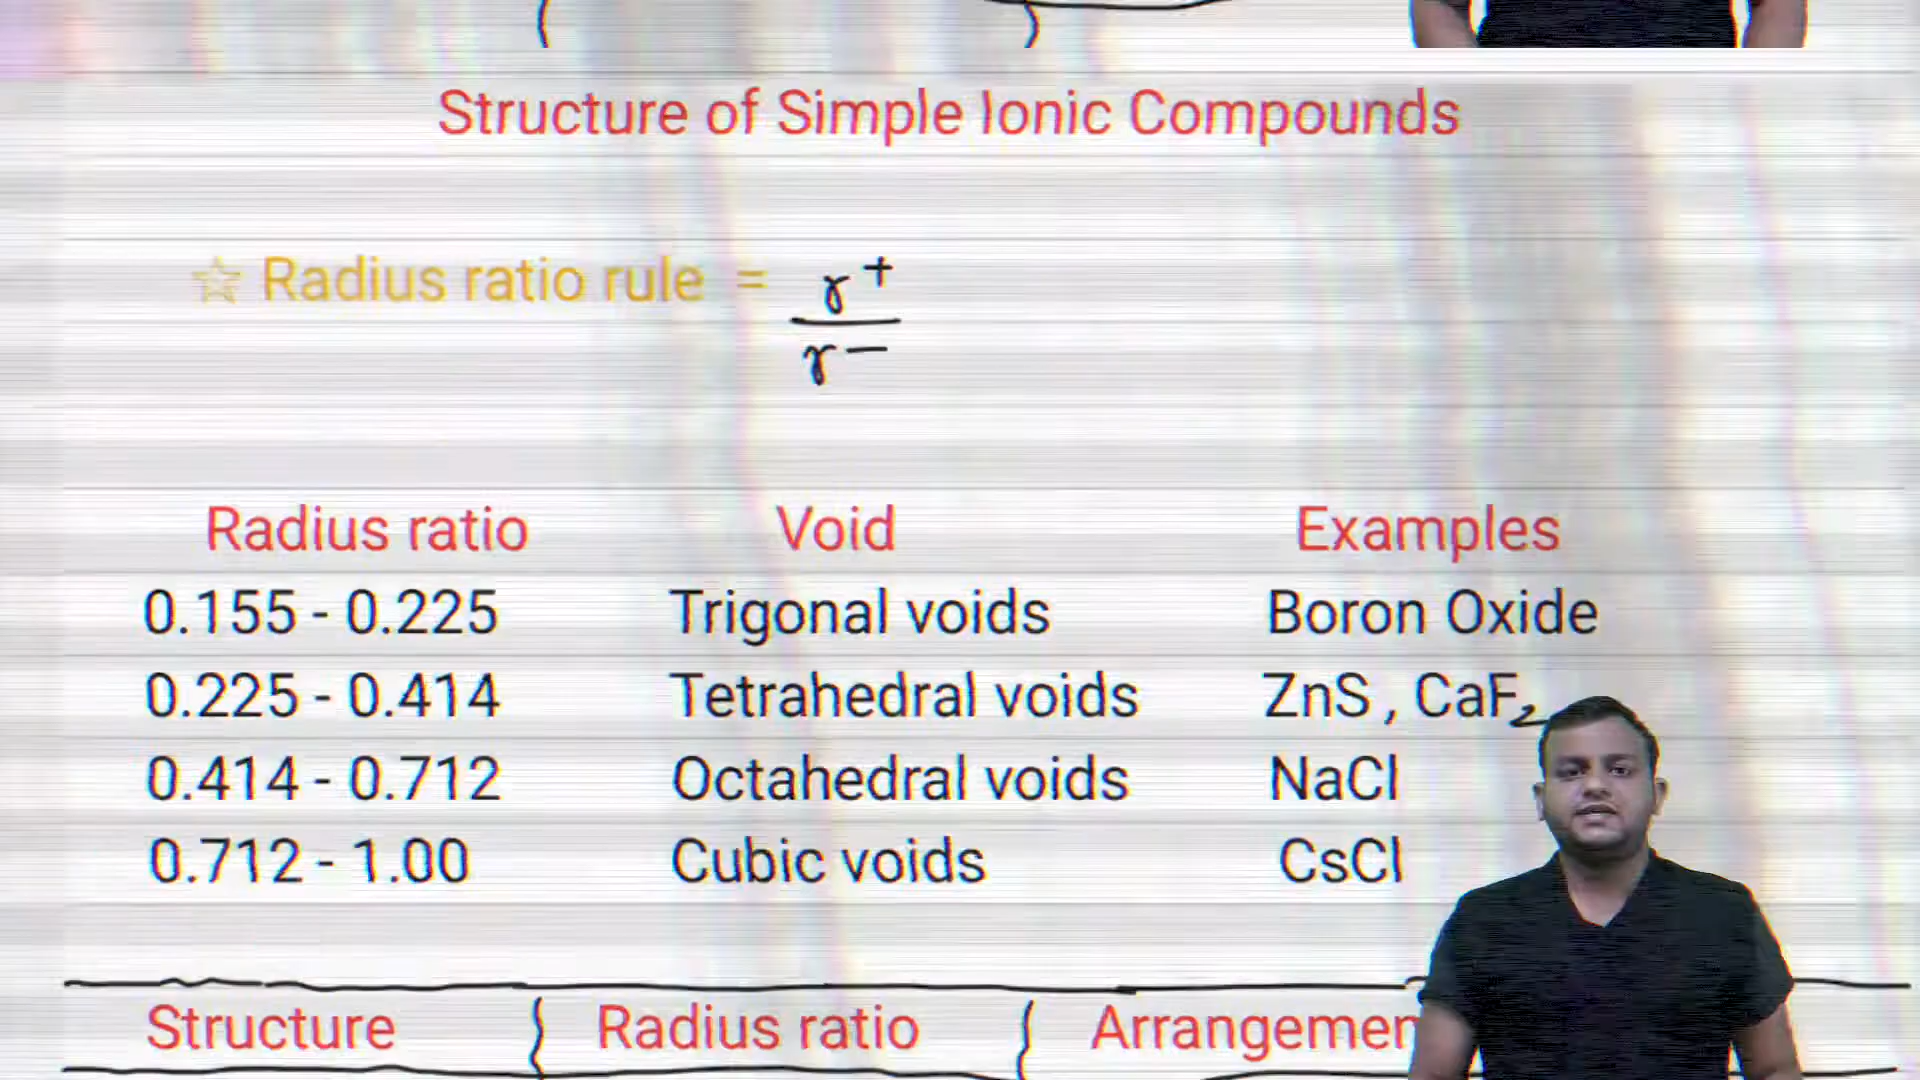 Structure of Simple Ionic Compounds
☆ Radius ratio rule = r⁺
r⁻
Radius ratio Void Examples
0.155 - 0.225 Trigonal voids Boron Oxide
0.225 - 0.414 Tetrahedral voids ZnS , CaF₂
0.414 - 0.712 Octahedral voids NaCl
0.712 - 1.00 Cubic voids CsCl
Structure Radius ratio Arrangemen